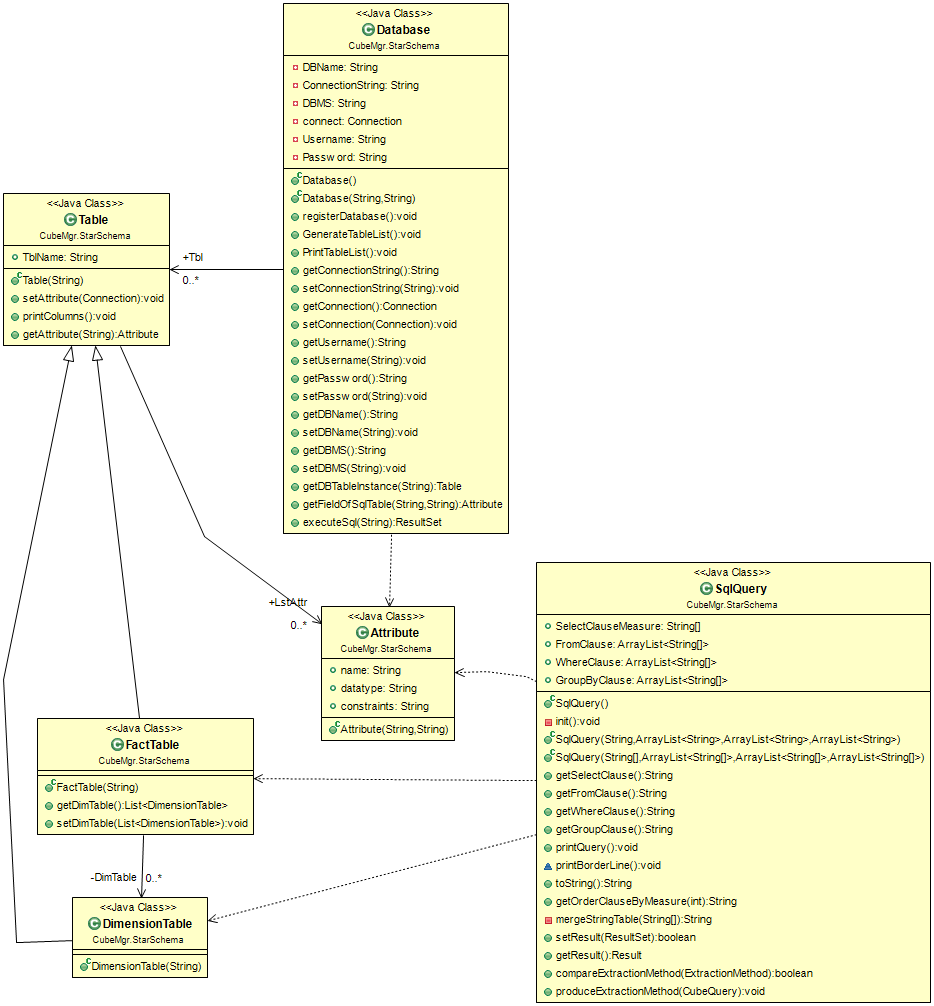 <<Java Class>>
Database
CubeMgr.StarSchema
DBName: String
ConnectionString: String
DBMS: String
connect: Connection
Username: String
Passw ord: String
Database()
Database(String,String)
registerDatabase():void
GenerateTableList():void
PrintTableList():void
getConnectionString():String
setConnectionString(String):void
getConnection():Connection
setConnection(Connection):void
getUsername():String
setUsername(String):void
getPassw ord():String
setPassw ord(String):void
getDBName():String
setDBName(String):void
getDBMS():String
setDBMS(String):void
getDBTableInstance(String):Table
getFieldOfSqlTable(String,String):Attribute
executeSql(String):ResultSet
<<Java Class>>
Table
CubeMgr.StarSchema
TblName: String
Table(String)
setAttribute(Connection):void
printColumns():void
getAttribute(String):Attribute
+Tbl
0..*
+LstAttr
0..*
<<Java Class>>
Attribute
CubeMgr.StarSchema
name: String
datatype: String
constraints: String
Attribute(String,String)
<<Java Class>>
SqlQuery
CubeMgr.StarSchema
SelectClauseMeasure: String[]
FromClause: ArrayList<String[]>
WhereClause: ArrayList<String[]>
GroupByClause: ArrayList<String[]>
SqlQuery()
init():void
SqlQuery(String,ArrayList<String>,ArrayList<String>,ArrayList<String>)
SqlQuery(String[],ArrayList<String[]>,ArrayList<String[]>,ArrayList<String[]>)
getSelectClause():String
getFromClause():String
getWhereClause():String
getGroupClause():String
printQuery():void
printBorderLine():void
toString():String
getOrderClauseByMeasure(int):String
mergeStringTable(String[]):String
setResult(ResultSet):boolean
getResult():Result
compareExtractionMethod(ExtractionMethod):boolean
produceExtractionMethod(CubeQuery):void
<<Java Class>>
FactTable
CubeMgr.StarSchema
FactTable(String)
getDimTable():List<DimensionTable>
setDimTable(List<DimensionTable>):void
-DimTable
0..*
<<Java Class>>
DimensionTable
CubeMgr.StarSchema
DimensionTable(String)